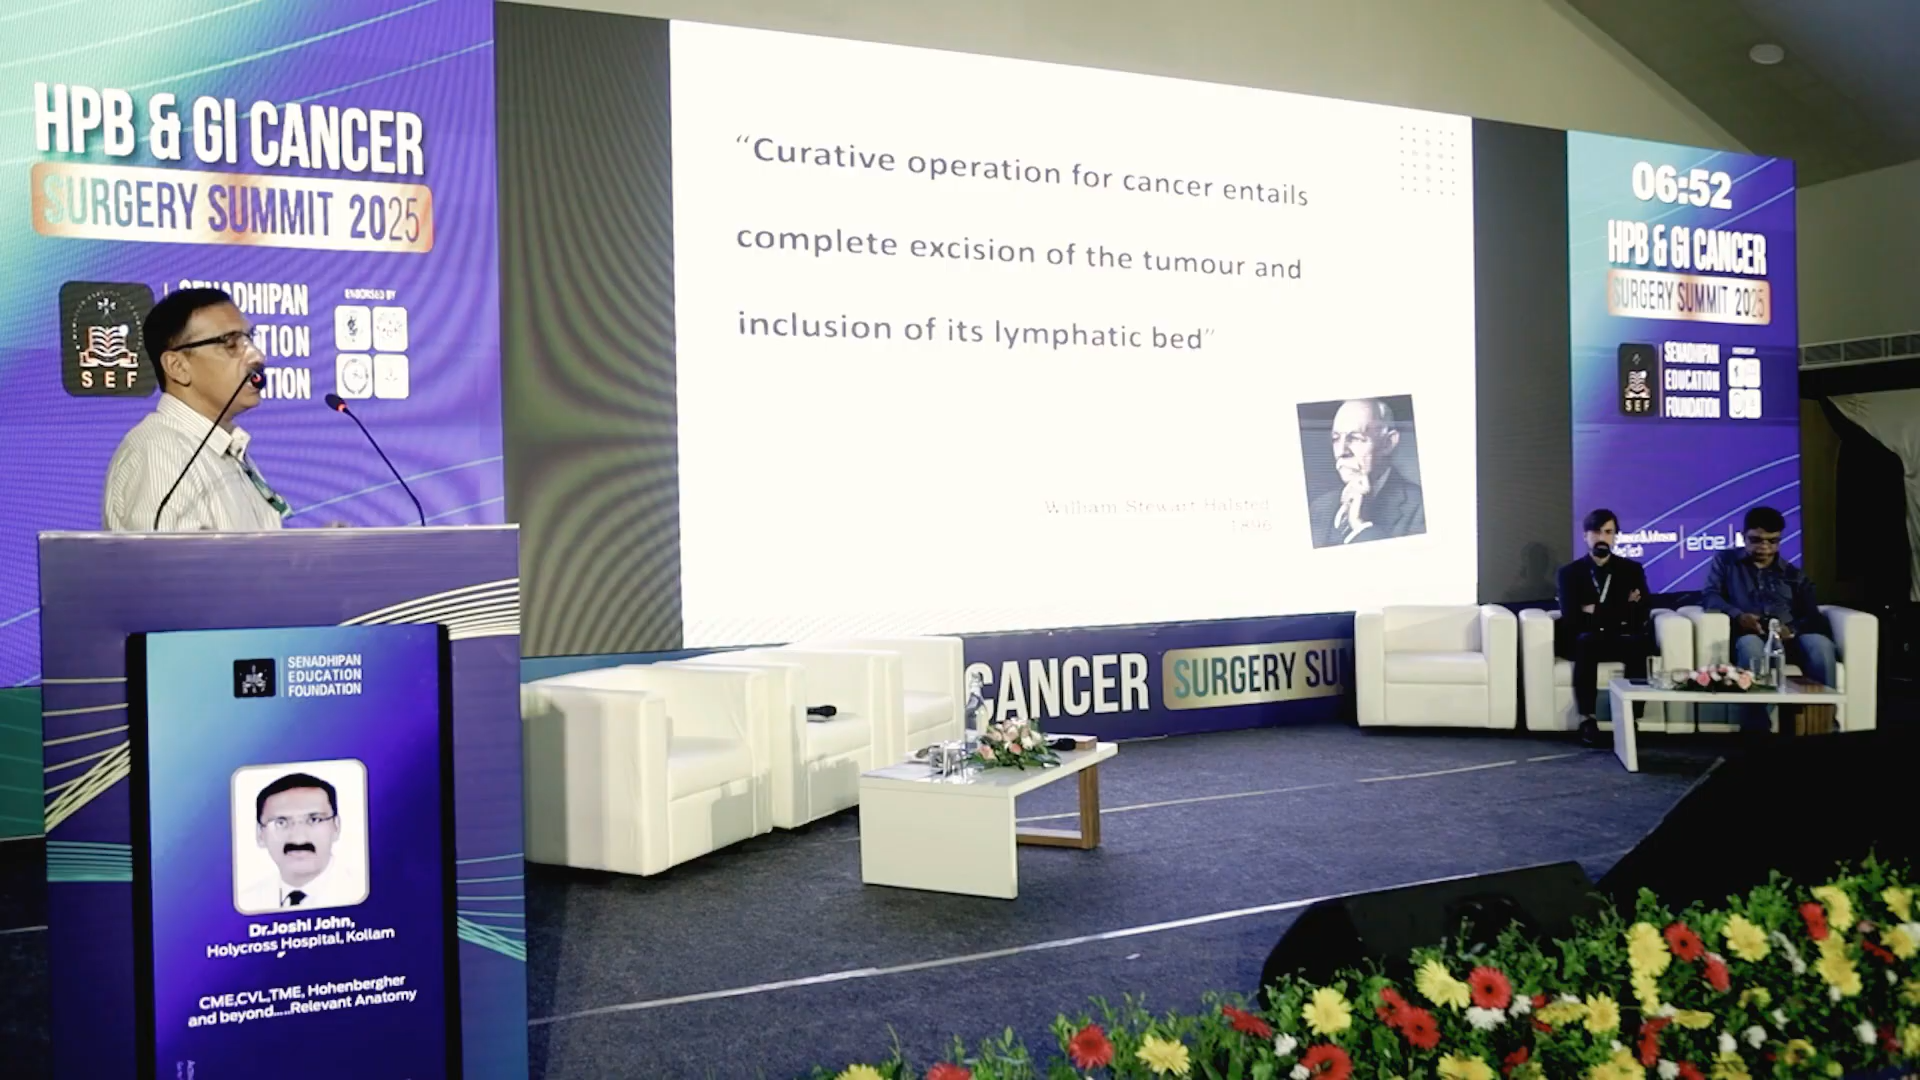 HPB & GI CANCER
SURGERY SUMMIT 2025
SENADHIPAN
ENDORSED BY
SEF
“Curative operation for cancer entails
complete excision of the tumour and
inclusion of its lymphatic bed”
William Stewart Halsted
1896
06:52
HPB & GI CANCER
SURGERY SUMMIT 2025
SENADHIPAN
EDUCATION
FOUNDATION
SEF
erbe
CANCER SURGERY SU
SENADHIPAN
EDUCATION
FOUNDATION
Dr.Joshi John,
Holycross Hospital, Kollam
CME,CVL,TME, Hohenbergher
and beyond.....Relevant Anatomy